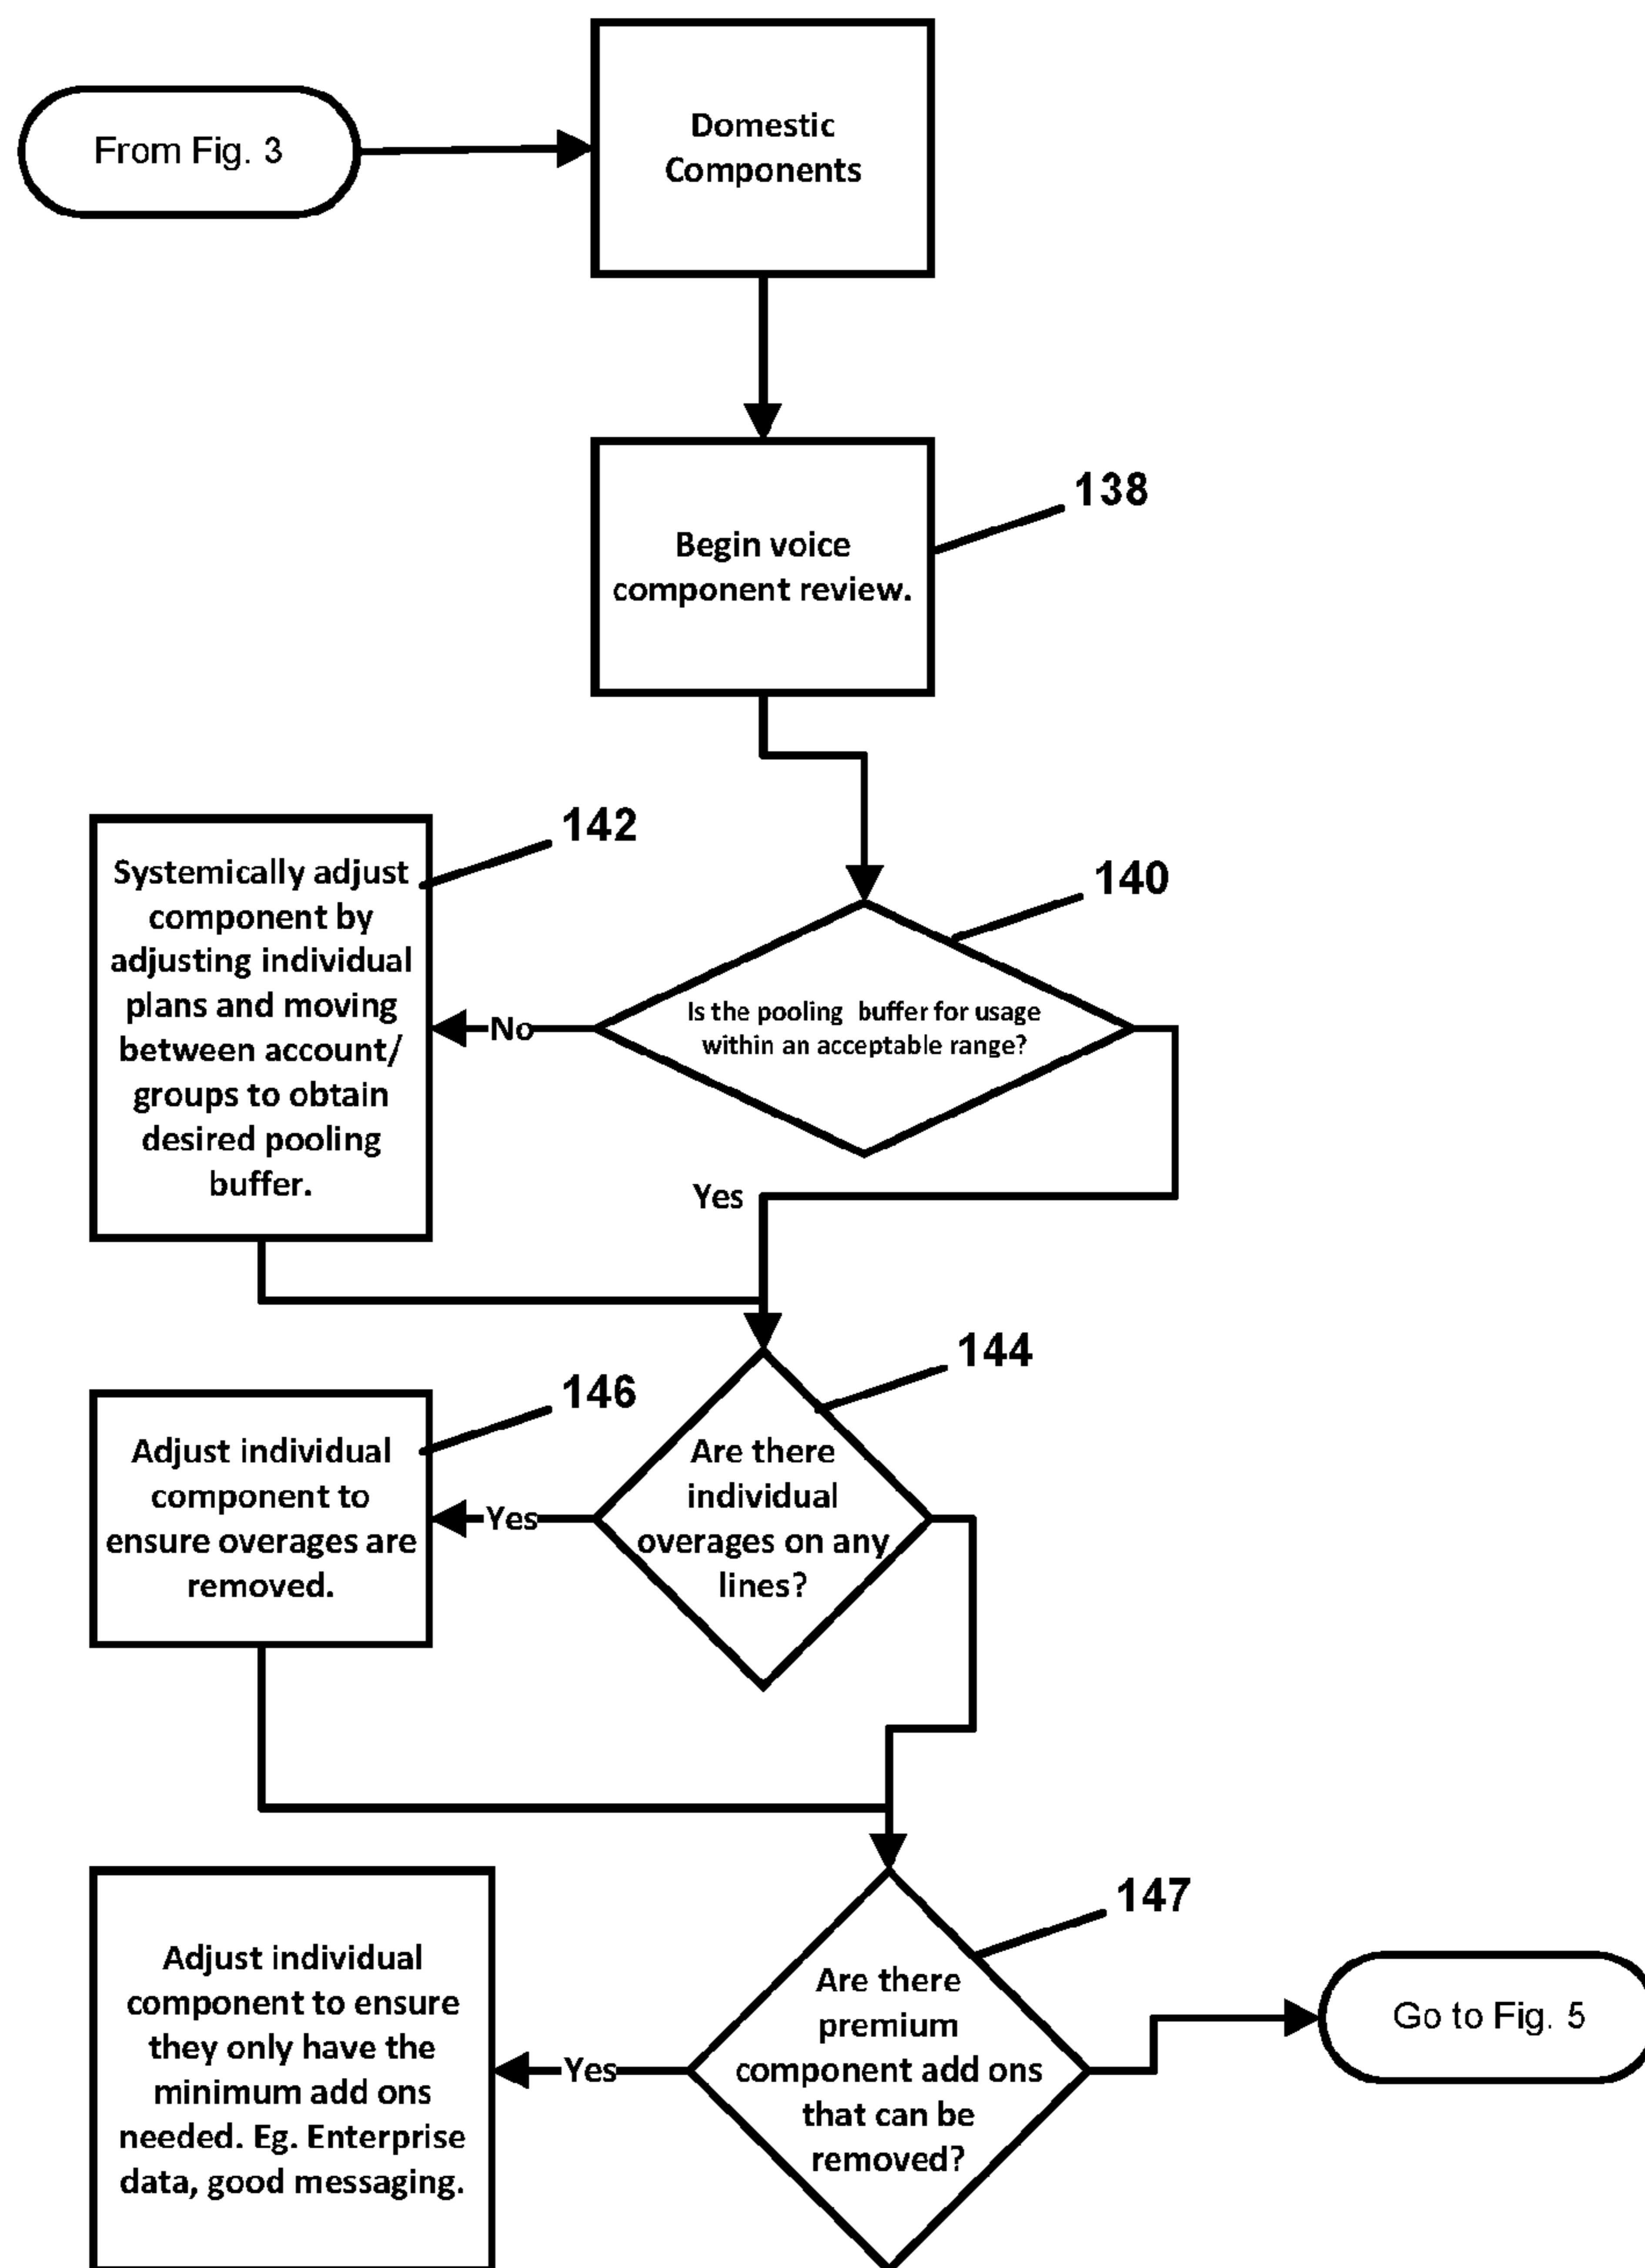 From Fig. 3
Domestic
Components
Begin voice
component review.
138
142
Systemically adjust
component by
adjusting individual
plans and moving
between account/
groups to obtain
desired pooling
buffer.
140
Is the pooling buffer for usage
within an acceptable range?
No
Yes
144
Are there
individual
overages on any
lines?
146
Adjust individual
component to
ensure overages are
removed.
Yes
147
Are there
premium
component add ons
that can be
removed?
Yes
Adjust individual
component to ensure
they only have the
minimum add ons
needed. Eg. Enterprise
data, good messaging.
Go to Fig. 5